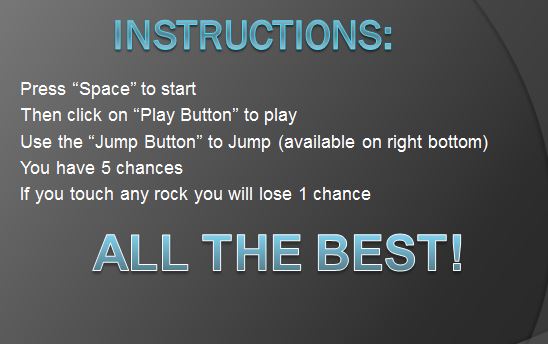 INSTRUCTIONS:
Press “Space” to start
Then click on “Play Button” to play
Use the “Jump Button” to Jump (available on right bottom)
You have 5 chances
If you touch any rock you will lose 1 chance
ALL THE BEST!